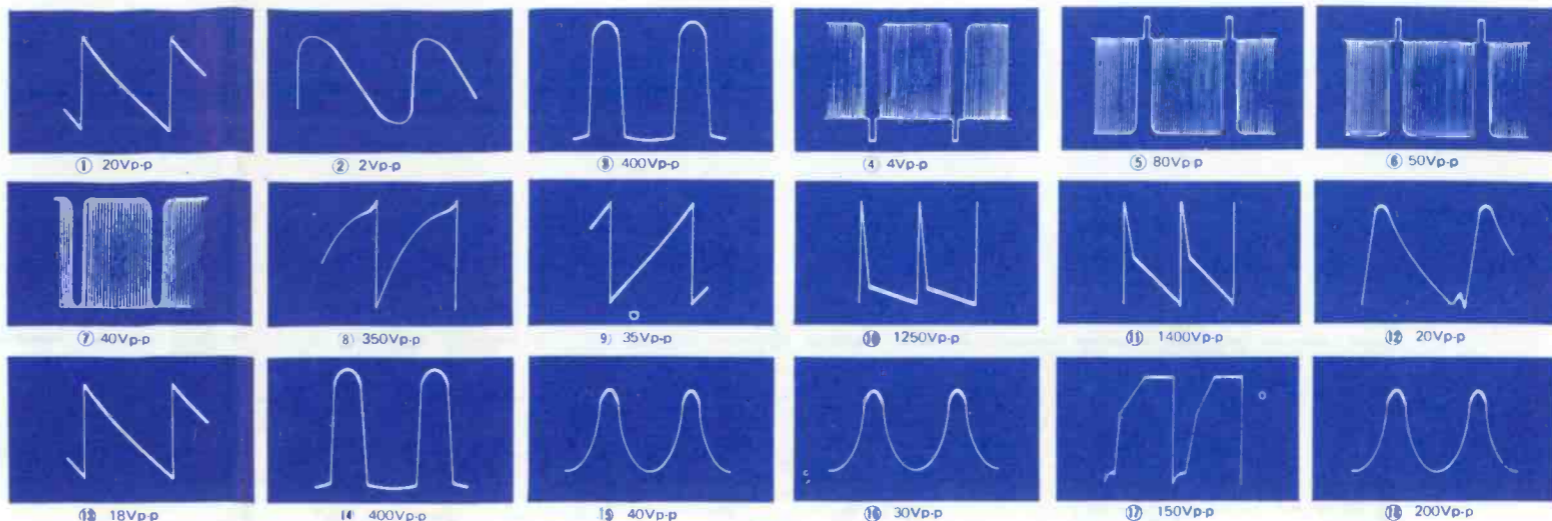 ① 20Vp-p
② 2Vp-p
③ 400Vp-p
④ 4Vp-p
⑤ 80Vp-p
⑥ 50Vp-p
⑦ 40Vp-p
8) 350Vp-p
9) 35Vp-p
⑩ 1250Vp-p
⑪ 1400Vp-p
⑫ 20Vp-p
⑬ 18Vp-p
14 400Vp-p
15 40Vp-p
⑯ 30Vp-p
⑰ 150Vp-p
⑱ 200Vp-p